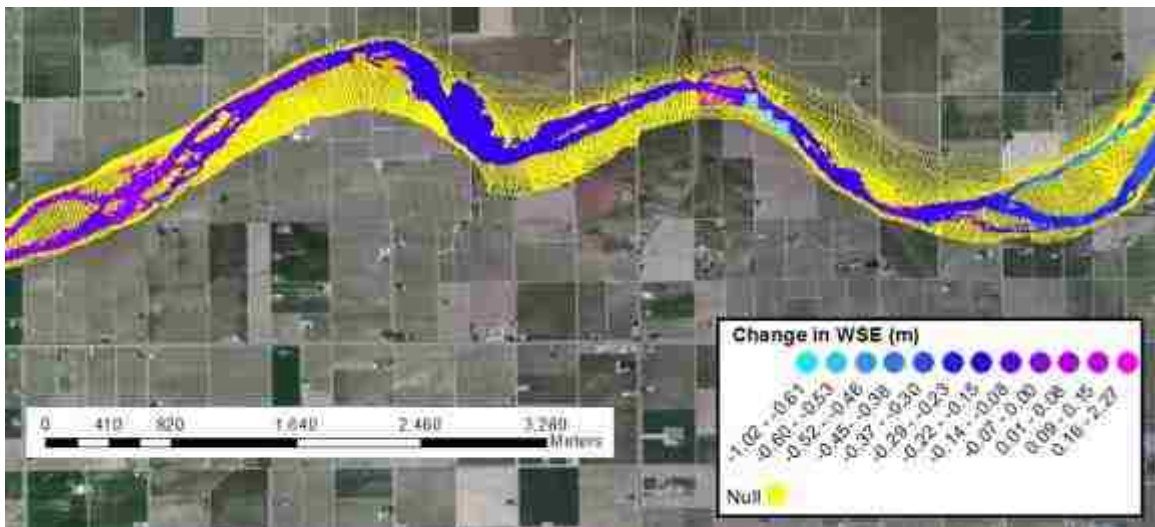 Change in WSE (m)
-1.02 - -0.61
-0.60 - -0.53
-0.52 - -0.46
-0.45 - -0.38
-0.37 - -0.30
-0.29 - -0.23
-0.22 - -0.15
-0.14 - -0.08
-0.07 - 0.00
0.01 - 0.08
0.09 - 0.15
0.16 - 2.27
Null
0 410 820 1,640 2,460 3,280
Meters